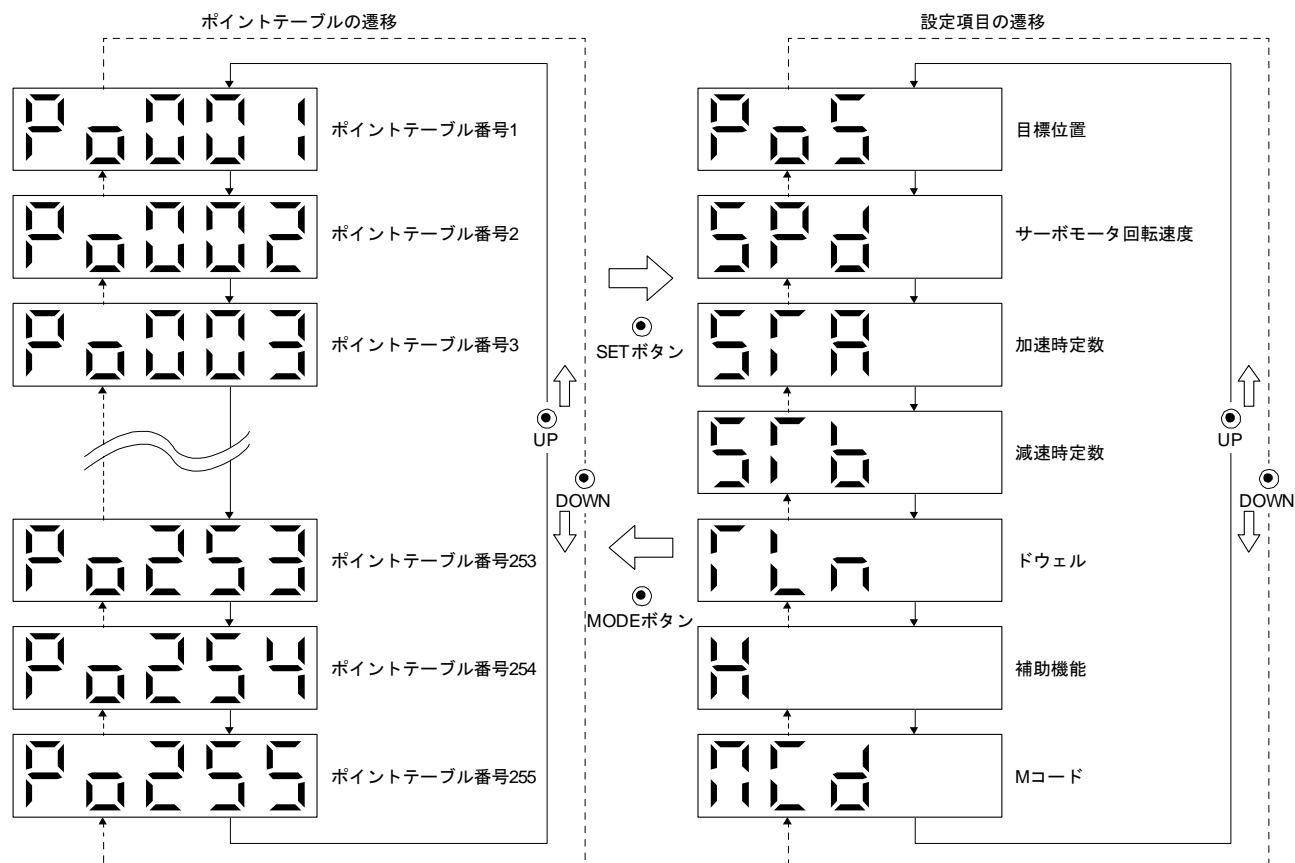 ポイントテーブルの遷移
Po001
ポイントテーブル番号1
Po002
ポイントテーブル番号2
Po003
ポイントテーブル番号3
Po253
ポイントテーブル番号253
Po254
ポイントテーブル番号254
Po255
ポイントテーブル番号255
UP
DOWN
SETボタン
MODEボタン
設定項目の遷移
PoS
目標位置
SPd
サーボモータ回転速度
STA
加速時定数
STb
減速時定数
TLn
ドウェル
H
補助機能
MCd
Mコード
UP
DOWN